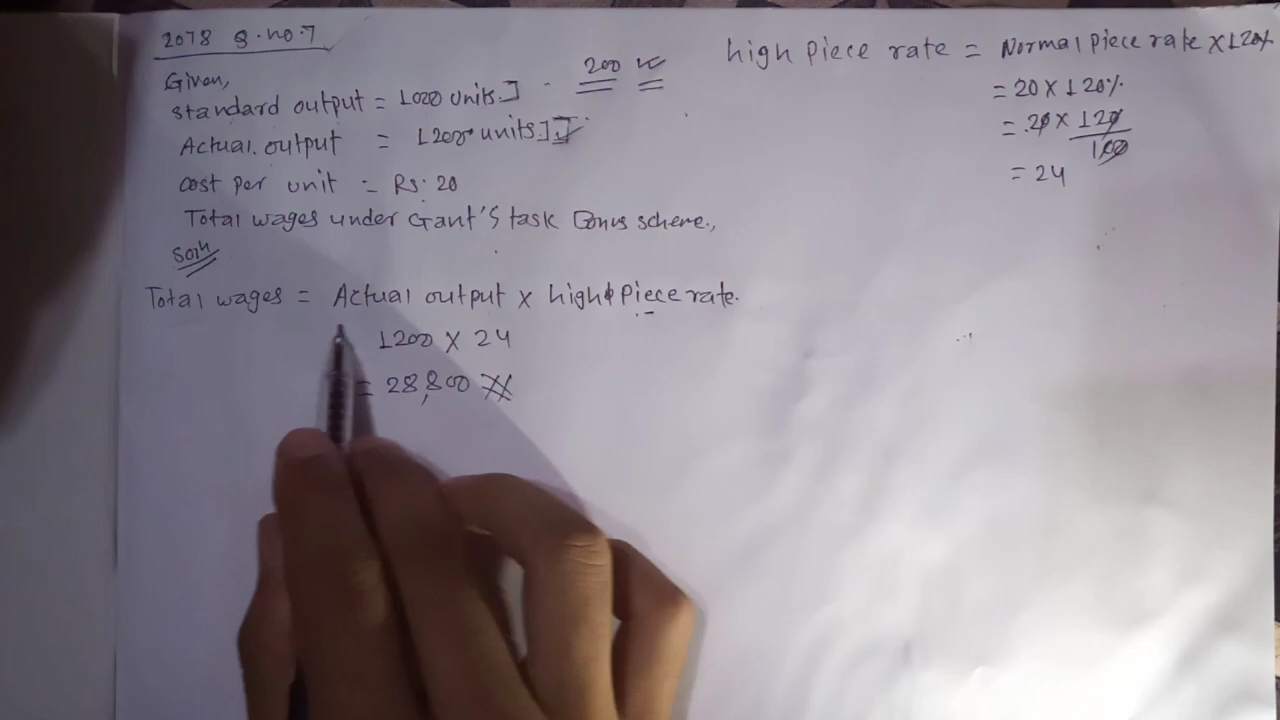 2078 Q.no.7
Given,
standard output = 1000 units.] 200
Actual output = 1200 units.]
cost per unit = Rs. 20
Total wages under Gant's task Bonus scheme.,
Soln
Total wages = Actual output x high piece rate.
1200 x 24
= 28,800
high piece rate = Normal piece rate x 120%
= 20 x 120%
= 20 x 120/100
= 24